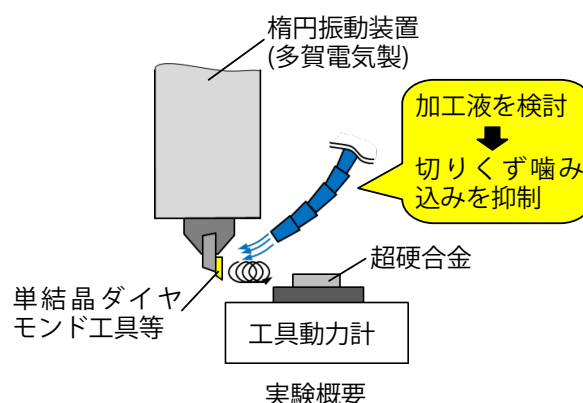 楕円振動装置
(多賀電気製)
加工液を検討
切りくず噛み
込みを抑制
超硬合金
単結晶ダイヤ
モンド工具等
工具動力計
実験概要